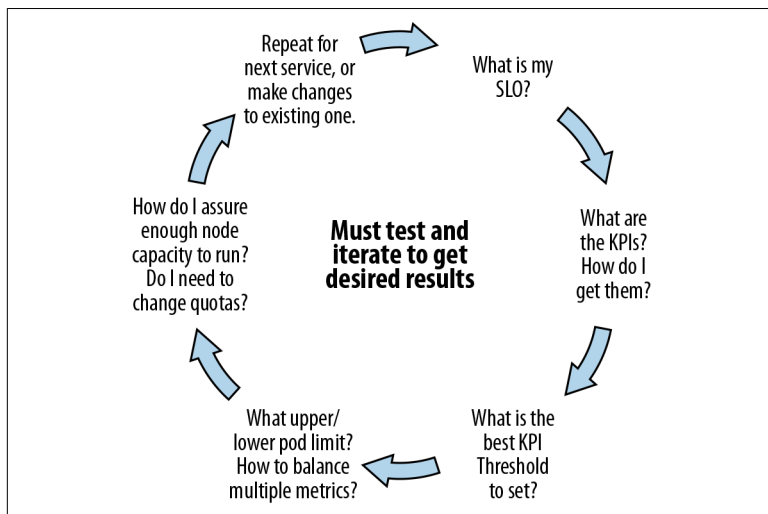 Repeat for
next service, or
make changes
to existing one.
What is my
SLO?
What are
the KPIs?
How do I
get them?
What is the
best KPI
Threshold
to set?
What upper/
lower pod limit?
How to balance
multiple metrics?
How do I assure
enough node
capacity to run?
Do I need to
change quotas?
Must test and
iterate to get
desired results